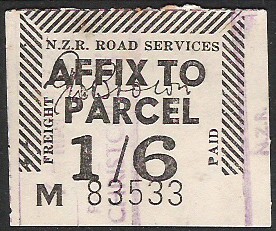 N.Z.R. ROAD SERVICES
AFFIX TO
PARCEL
FREIGHT
1/6
PAID
M 83533
N.Z.R.